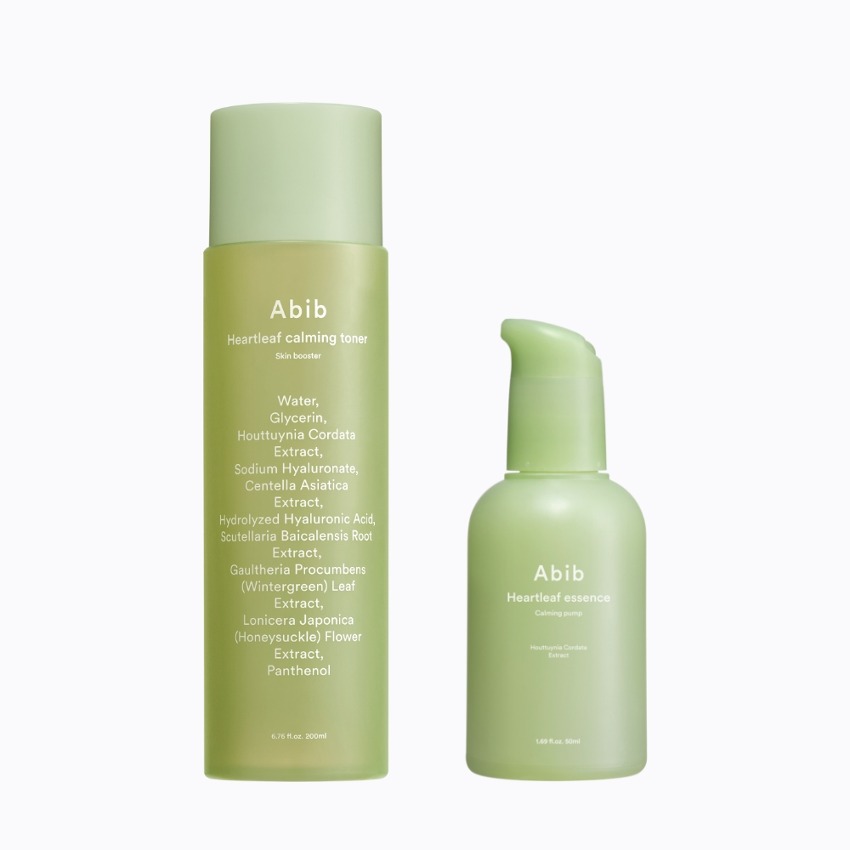 Abib
Heartleaf calming toner
Skin booster
Water,
Glycerin,
Houttuynia Cordata
Extract,
Sodium Hyaluronate,
Centella Asiatica
Extract,
Hydrolyzed Hyaluronic Acid,
Scutellaria Baicalensis Root
Extract,
Gaultheria Procumbens
(Wintergreen) Leaf
Extract,
Lonicera Japonica
(Honeysuckle) Flower
Extract,
Panthenol
6.76 fl.oz. 200ml
Abib
Heartleaf essence
Calming pump
Houttuynia Cordata
Extract
1.69 fl.oz. 50ml